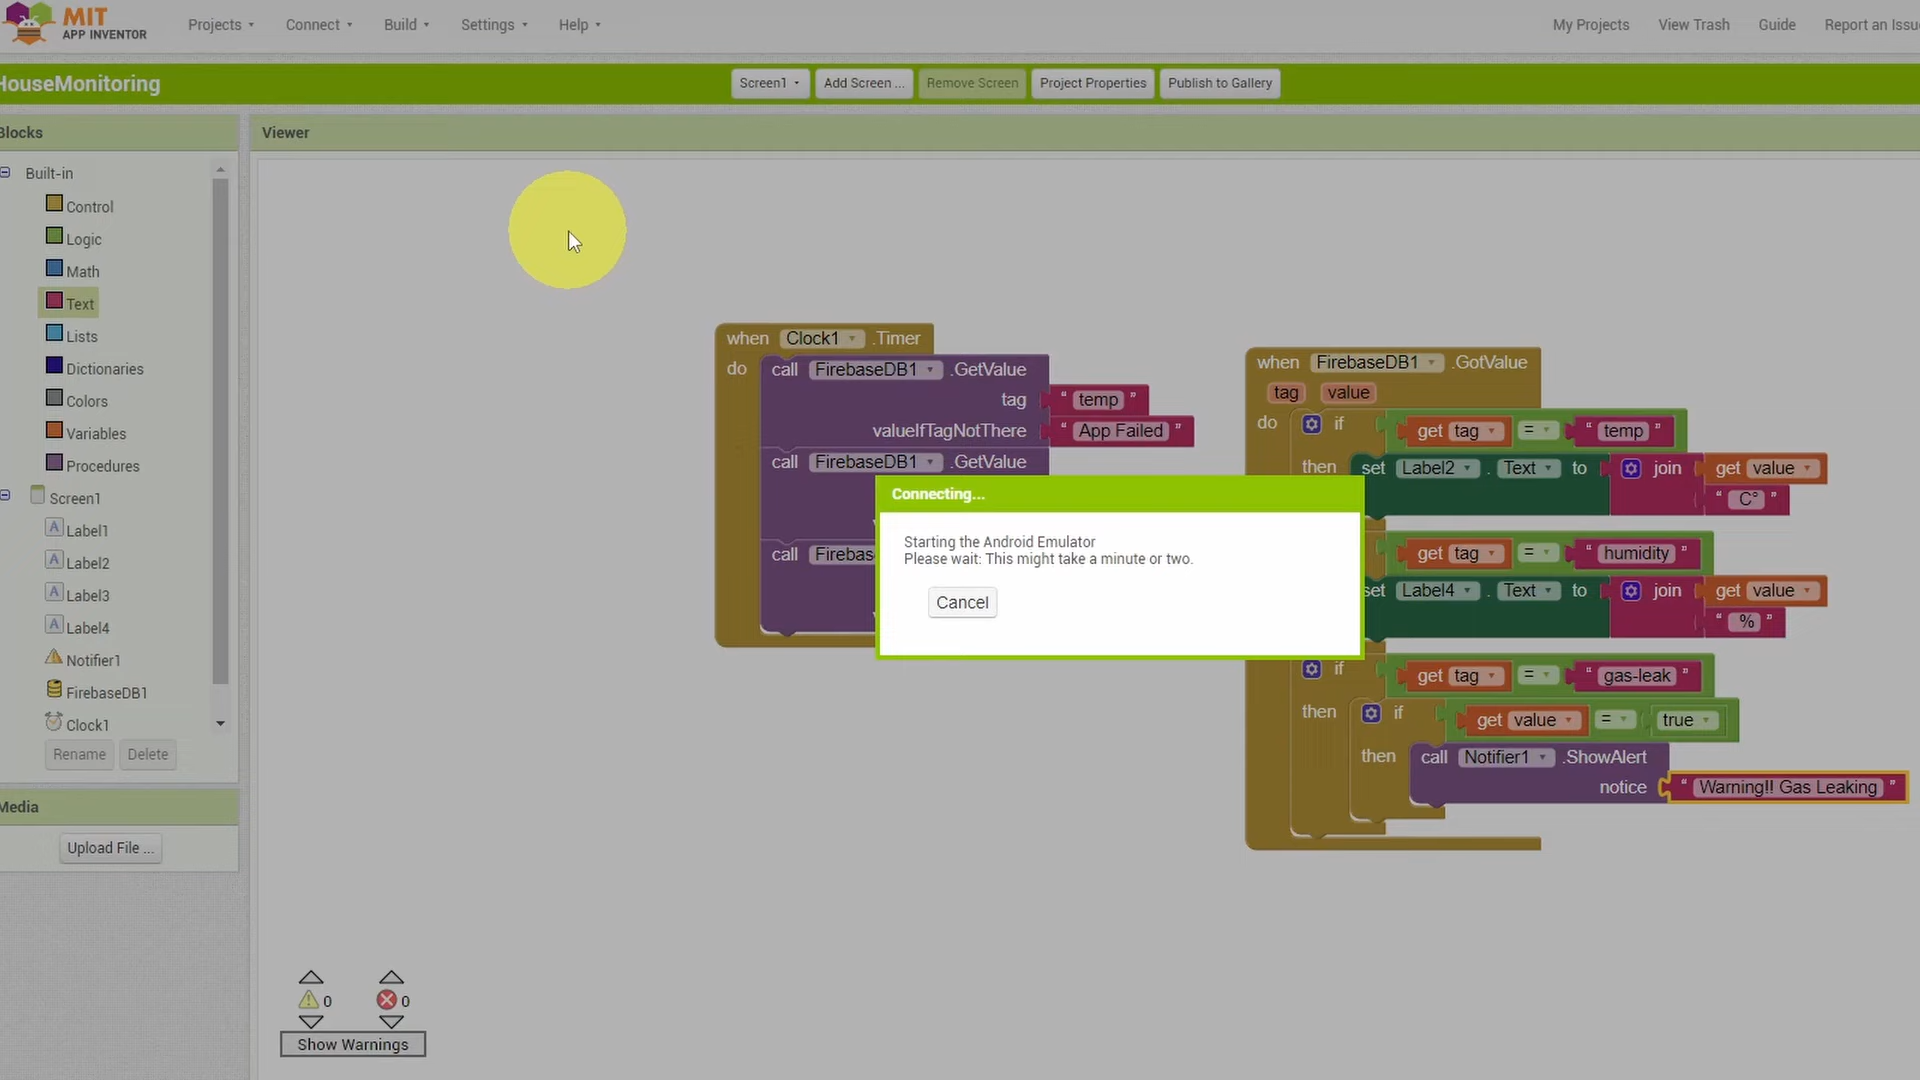 MIT
APP INVENTOR
Projects
Connect
Build
Settings
Help
My Projects
View Trash
Guide
Report an Issu
HouseMonitoring
Screen1
Add Screen ...
Remove Screen
Project Properties
Publish to Gallery
Blocks
Viewer
Built-in
Control
Logic
Math
Text
Lists
Dictionaries
Colors
Variables
Procedures
Screen1
Label1
Label2
Label3
Label4
Notifier1
FirebaseDB1
Clock1
Rename
Delete
Media
Upload File ...
when Clock1 .Timer
do call FirebaseDB1 .GetValue
tag “ temp ”
valueIfTagNotThere “ App Failed ”
call FirebaseDB1 .GetValue
call Firebas
when FirebaseDB1 .GotValue
tag value
do if get tag = “ temp ”
then set Label2 . Text to join get value
“ C° ”
get tag = “ humidity ”
set Label4 . Text to join get value
“ % ”
if get tag = “ gas-leak ”
then if get value = true
then call Notifier1 .ShowAlert
notice “ Warning!! Gas Leaking ”
Connecting...
Starting the Android Emulator
Please wait: This might take a minute or two.
Cancel
0
0
Show Warnings